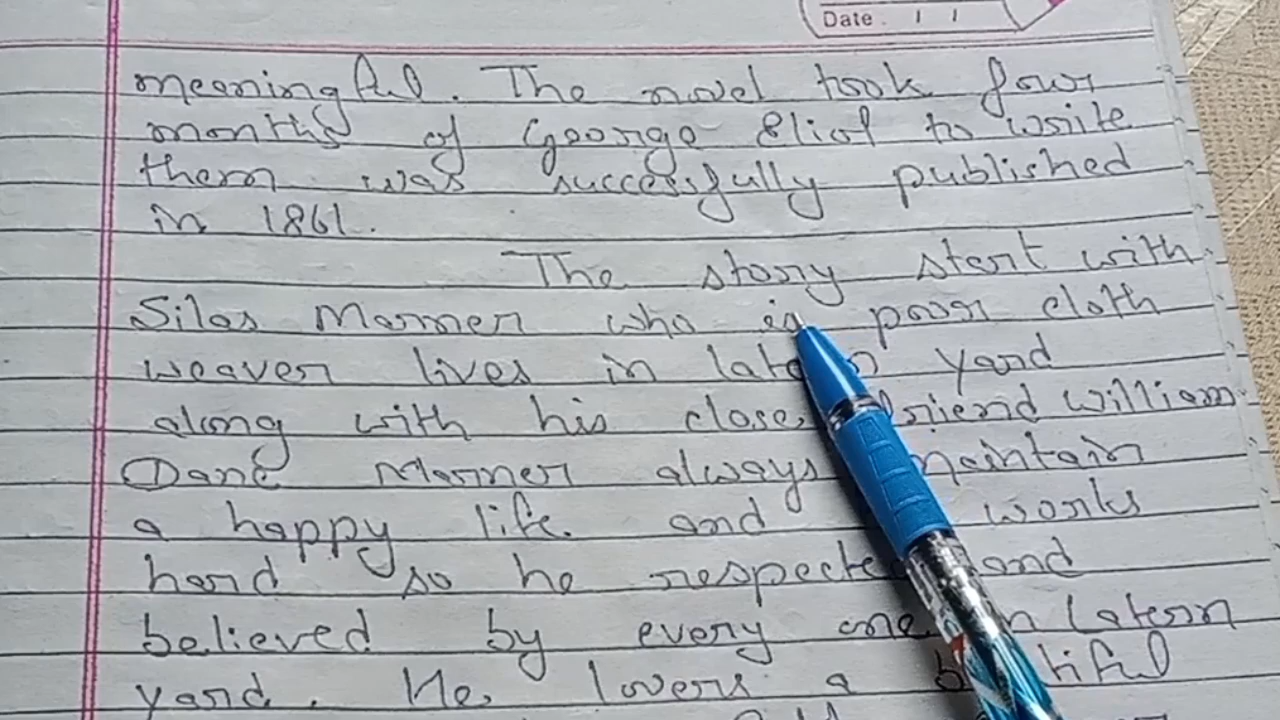 Date / /
meaningful. The novel took four
months of George Eliot to write
them was successfully published
in 1861.
The story start with
Silas Marner who is poor cloth
weaver lives in yard
along with his close friend William
Dane Marner always maintain
a happy life. and works
hard so he respected and
believed by every one in Latern
yard. He lovers a